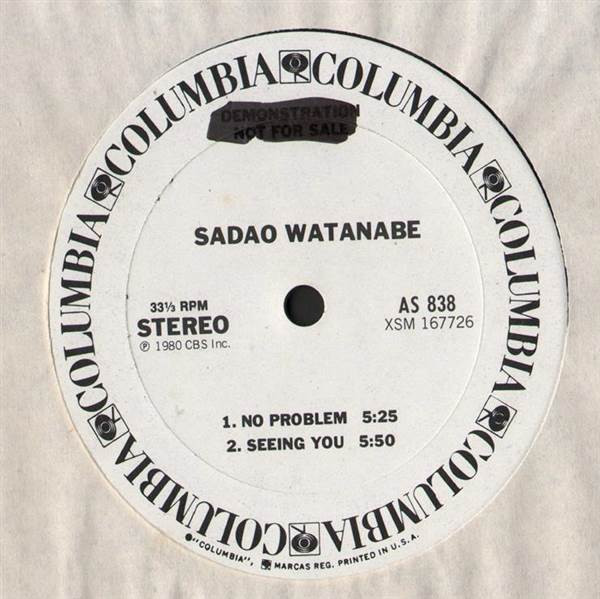 COLUMBIA COLUMBIA COLUMBIA COLUMBIA COLUMBIA COLUMBIA COLUMBIA COLUMBIA
DEMONSTRATION
NOT FOR SALE
SADAO WATANABE
33⅓ RPM
STEREO
℗ 1980 CBS Inc.
AS 838
XSM 167726
1. NO PROBLEM 5:25
2. SEEING YOU 5:50
"COLUMBIA", MARCAS REG. PRINTED IN U.S.A.